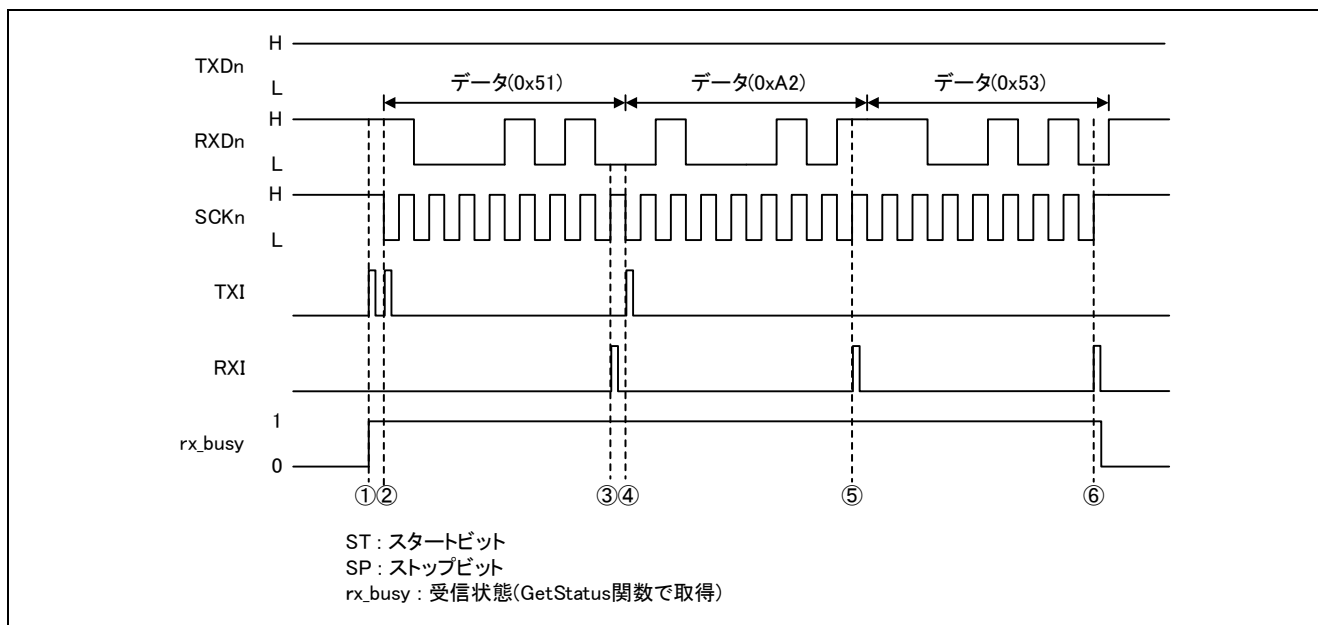 H
TXDn
L
データ(0x51) データ(0xA2) データ(0x53)
H
RXDn
L
H
SCKn
L
TXI
RXI
1
rx_busy
0
①② ③④ ⑤ ⑥
ST : スタートビット
SP : ストップビット
rx_busy : 受信状態(GetStatus関数で取得)